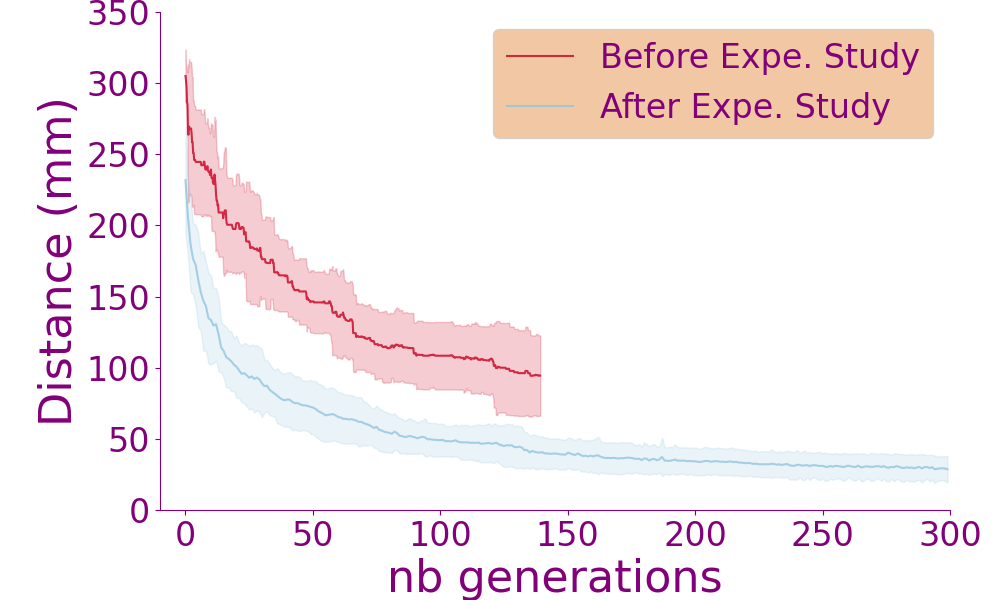 Distance (mm)
350
300
250
200
150
100
50
0
Before Expe. Study
After Expe. Study
0 50 100 150 200 250 300
nb generations